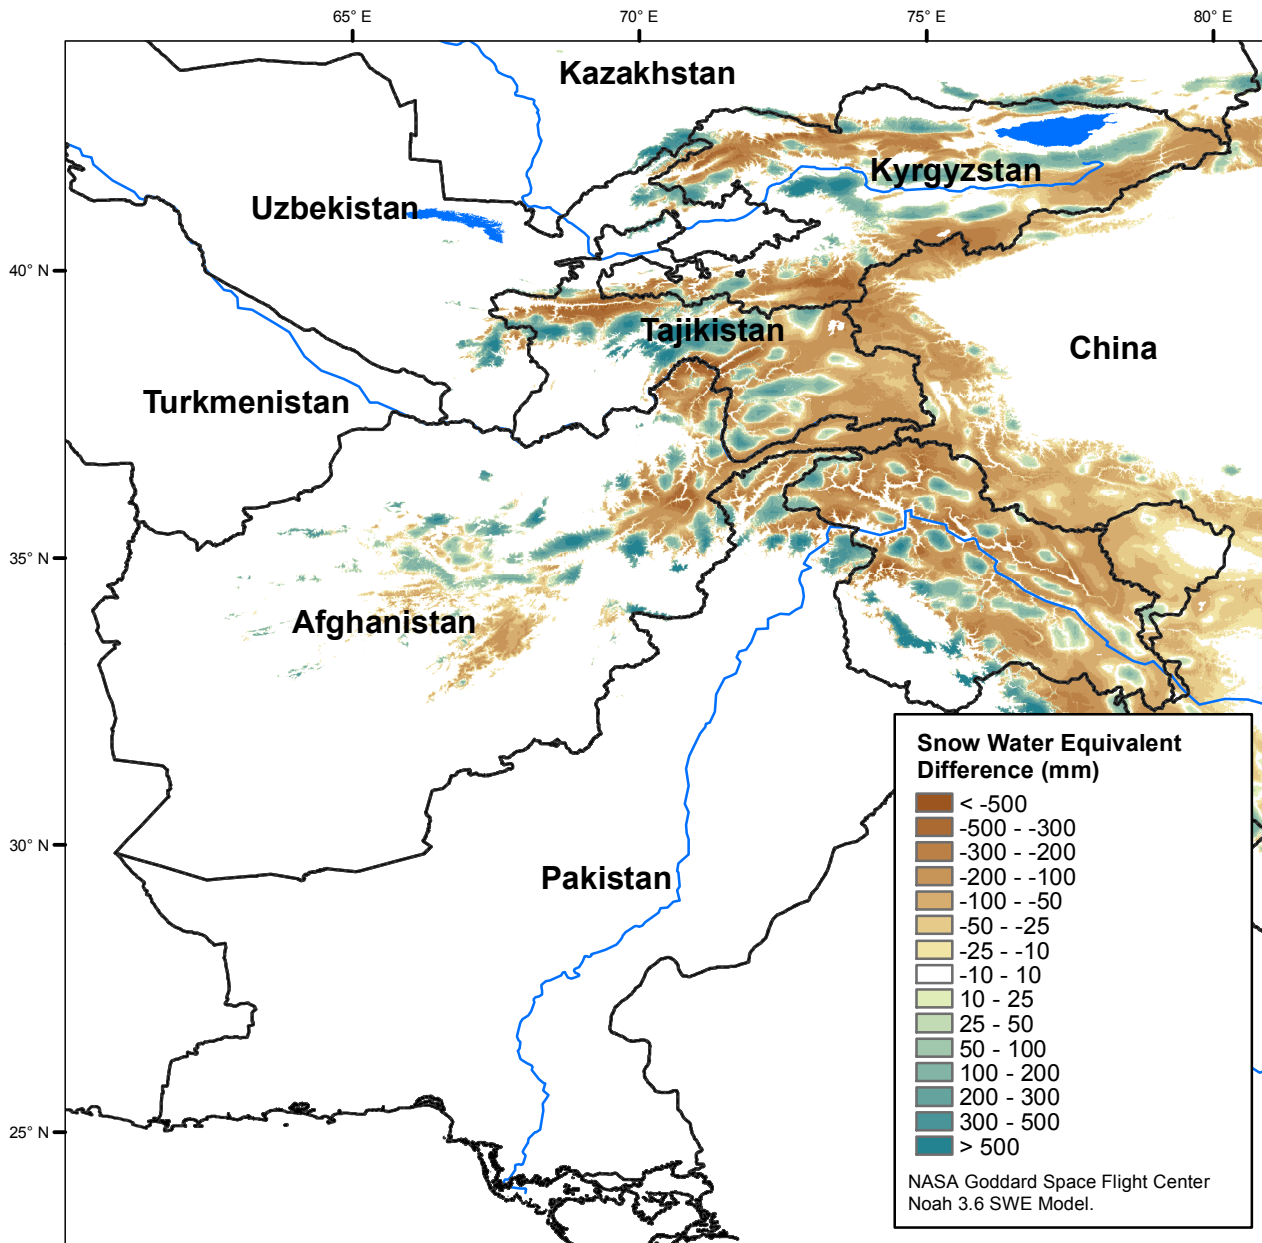 65° E
70° E
75° E
80° E
Kazakhstan
Kyrgyzstan
Uzbekistan
40° N
Tajikistan
China
Turkmenistan
35° N
Afghanistan
Snow Water Equivalent
Difference (mm)
< -500
-500 - -300
-300 - -200
-200 - -100
-100 - -50
-50 - -25
-25 - -10
-10 - 10
10 - 25
25 - 50
50 - 100
100 - 200
200 - 300
300 - 500
> 500
NASA Goddard Space Flight Center
Noah 3.6 SWE Model.
30° N
Pakistan
25° N